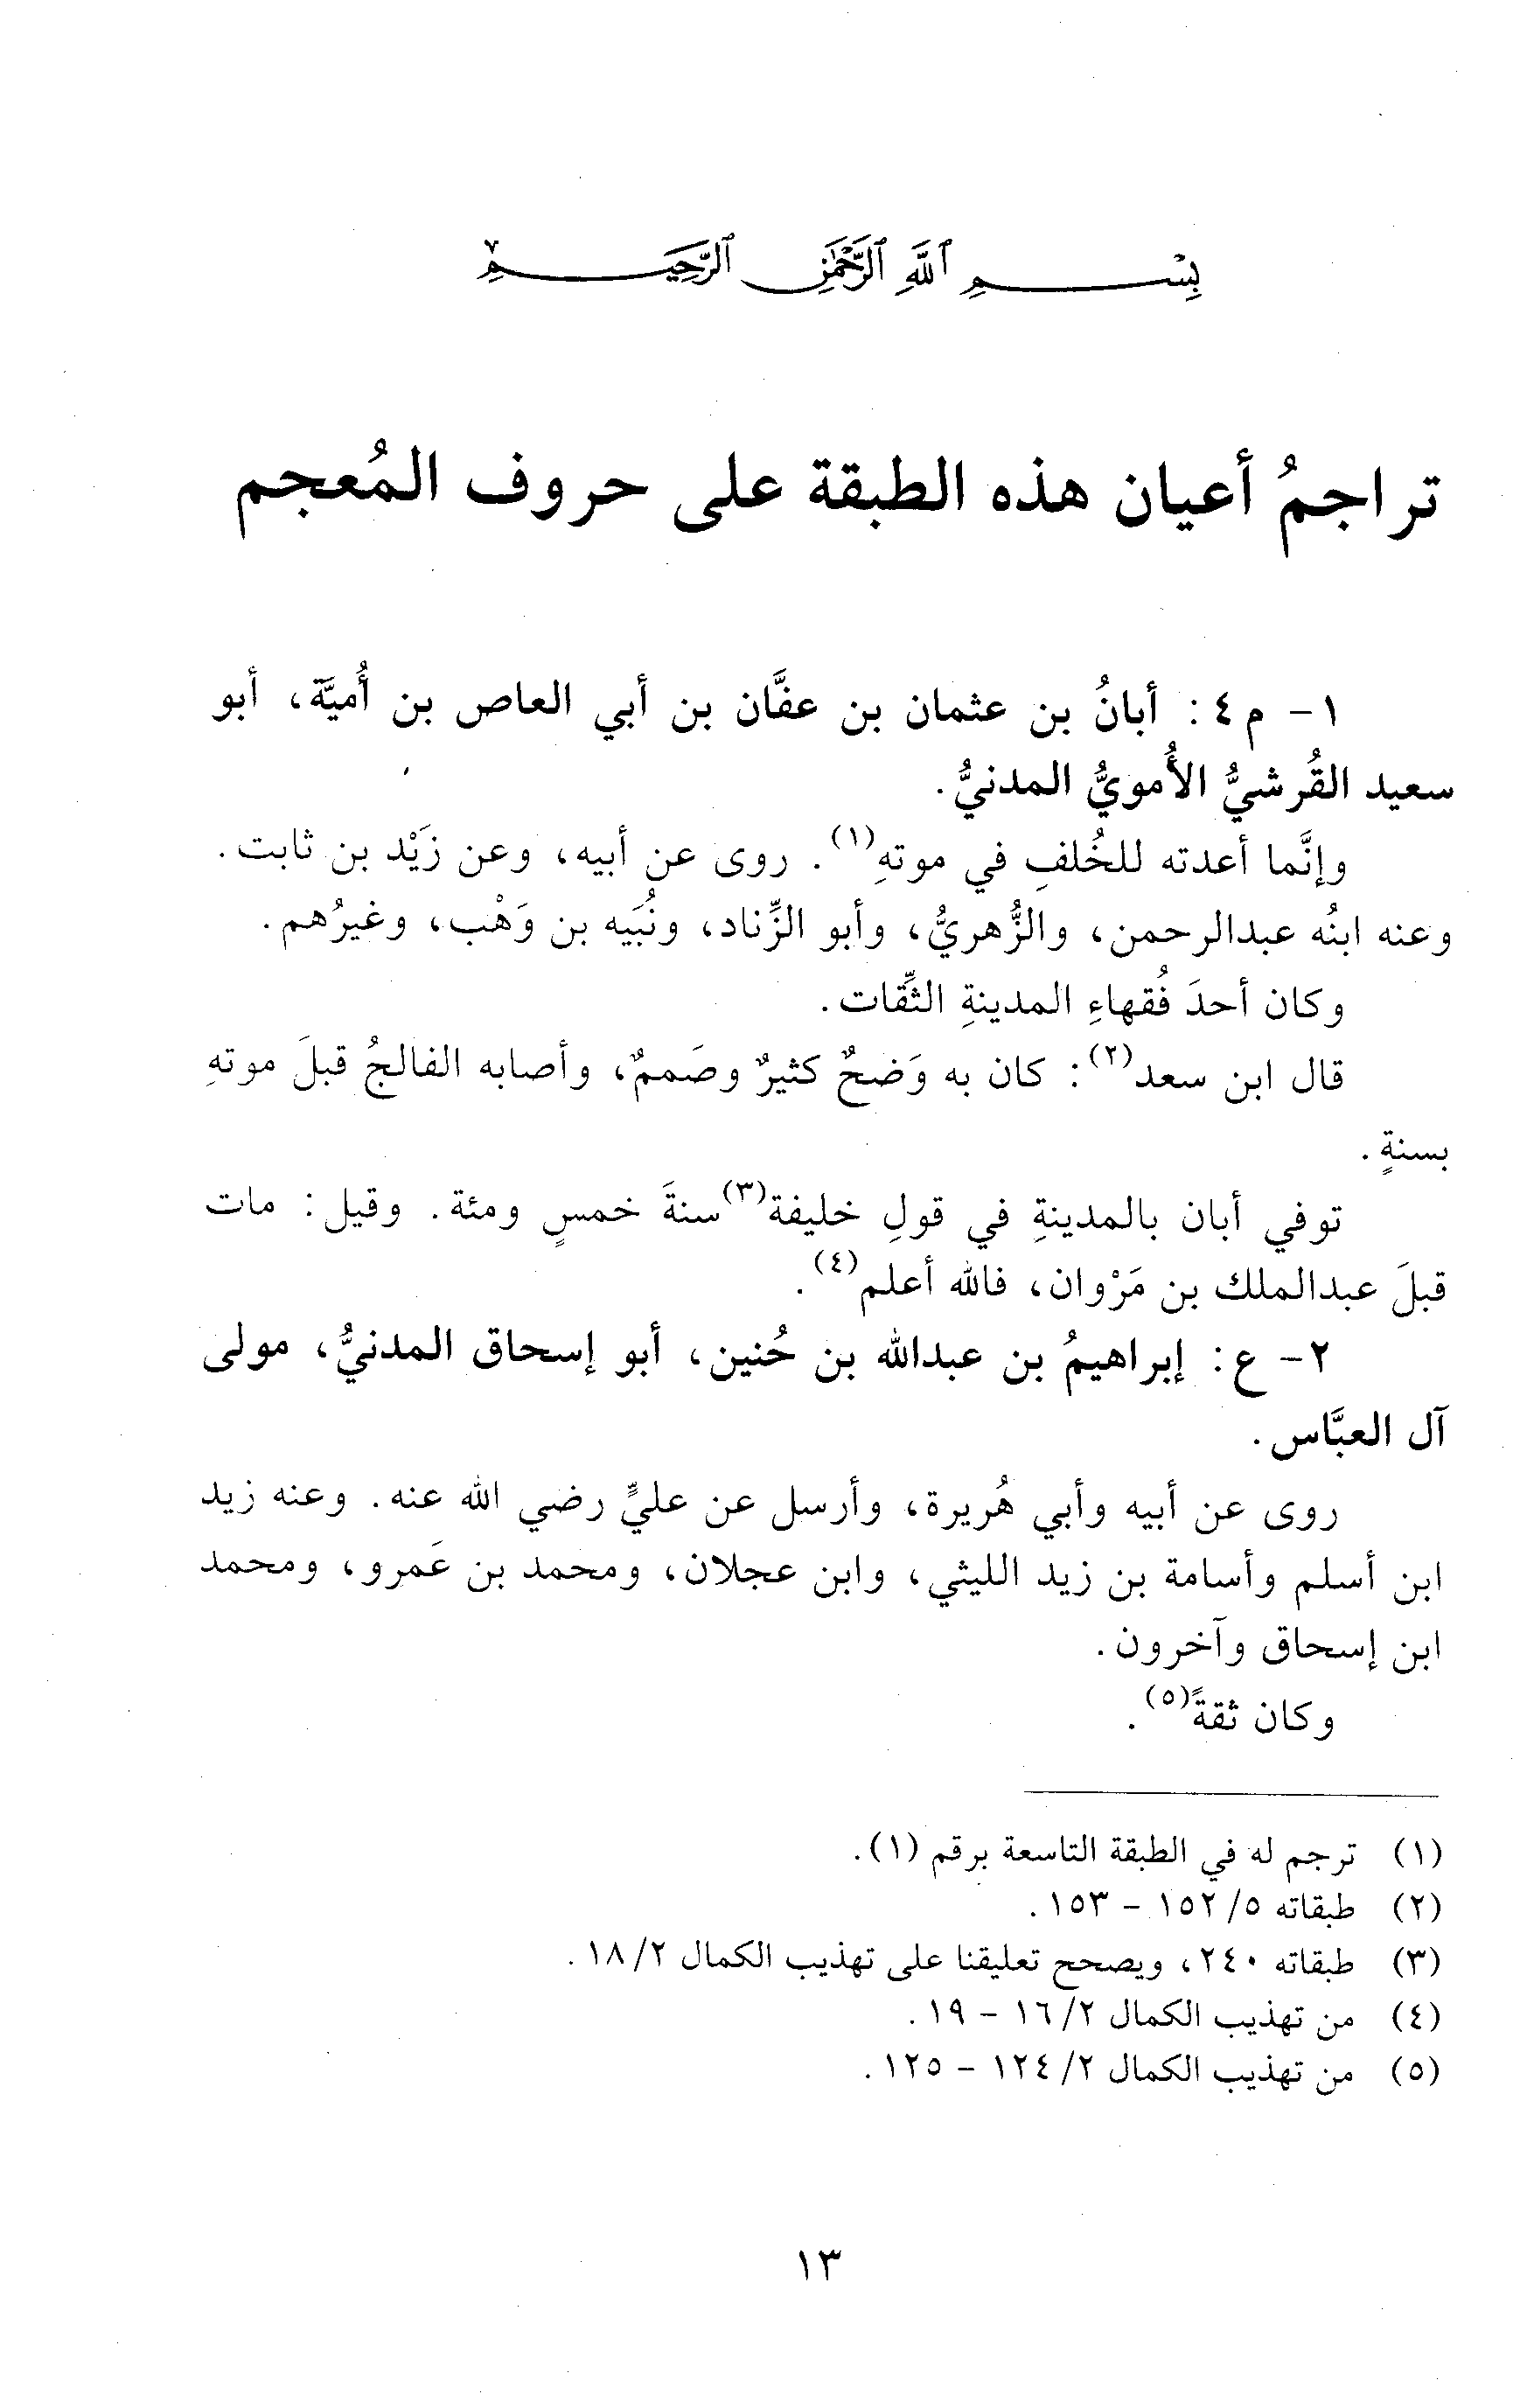 بِسْمِ ٱللَّهِ ٱلرَّحْمَٰنِ ٱلرَّحِيمِ
تراجمُ أعيان هذه الطبقة على حروف المُعجم
١- م ٤: أبانُ بن عثمان بن عفَّان بن أبي العاص بن أُميَّة، أبو
سعيد القُرشيُّ الأُمويُّ المدنيُّ.
وإنَّما أعدته للخُلفِ في موتهِ(١). روى عن أبيه، وعن زَيْد بن ثابت.
وعنه ابنُه عبدالرحمن، والزُّهريُّ، وأبو الزِّناد، ونُبَيه بن وَهْب، وغيرُهم.
وكان أحدَ فُقهاءِ المدينةِ الثِّقات.
قال ابن سعد(٢): كان به وَضحٌ كثيرٌ وصَممٌ، وأصابه الفالجُ قبلَ موتهِ
بسنةٍ.
توفي أبان بالمدينةِ في قولِ خليفة(٣) سنةَ خمسٍ ومئة. وقيل: مات
قبلَ عبدالملك بن مَرْوان، فالله أعلم(٤).
٢- ع: إبراهيمُ بن عبدالله بن حُنين، أبو إسحاق المدنيُّ، مولى
آل العبَّاس.
روى عن أبيه وأبي هُريرة، وأرسل عن عليٍّ رضي الله عنه. وعنه زيد
ابن أسلم وأسامة بن زيد الليثي، وابن عجلان، ومحمد بن عَمرو، ومحمد
ابن إسحاق وآخرون.
وكان ثقةً(٥).
(١) ترجم له في الطبقة التاسعة برقم (١).
(٢) طبقاته ٥/ ١٥٢ - ١٥٣.
(٣) طبقاته ٢٤٠، ويصحح تعليقنا على تهذيب الكمال ٢/ ١٨.
(٤) من تهذيب الكمال ٢/ ١٦ - ١٩.
(٥) من تهذيب الكمال ٢/ ١٢٤ - ١٢٥.
١٣